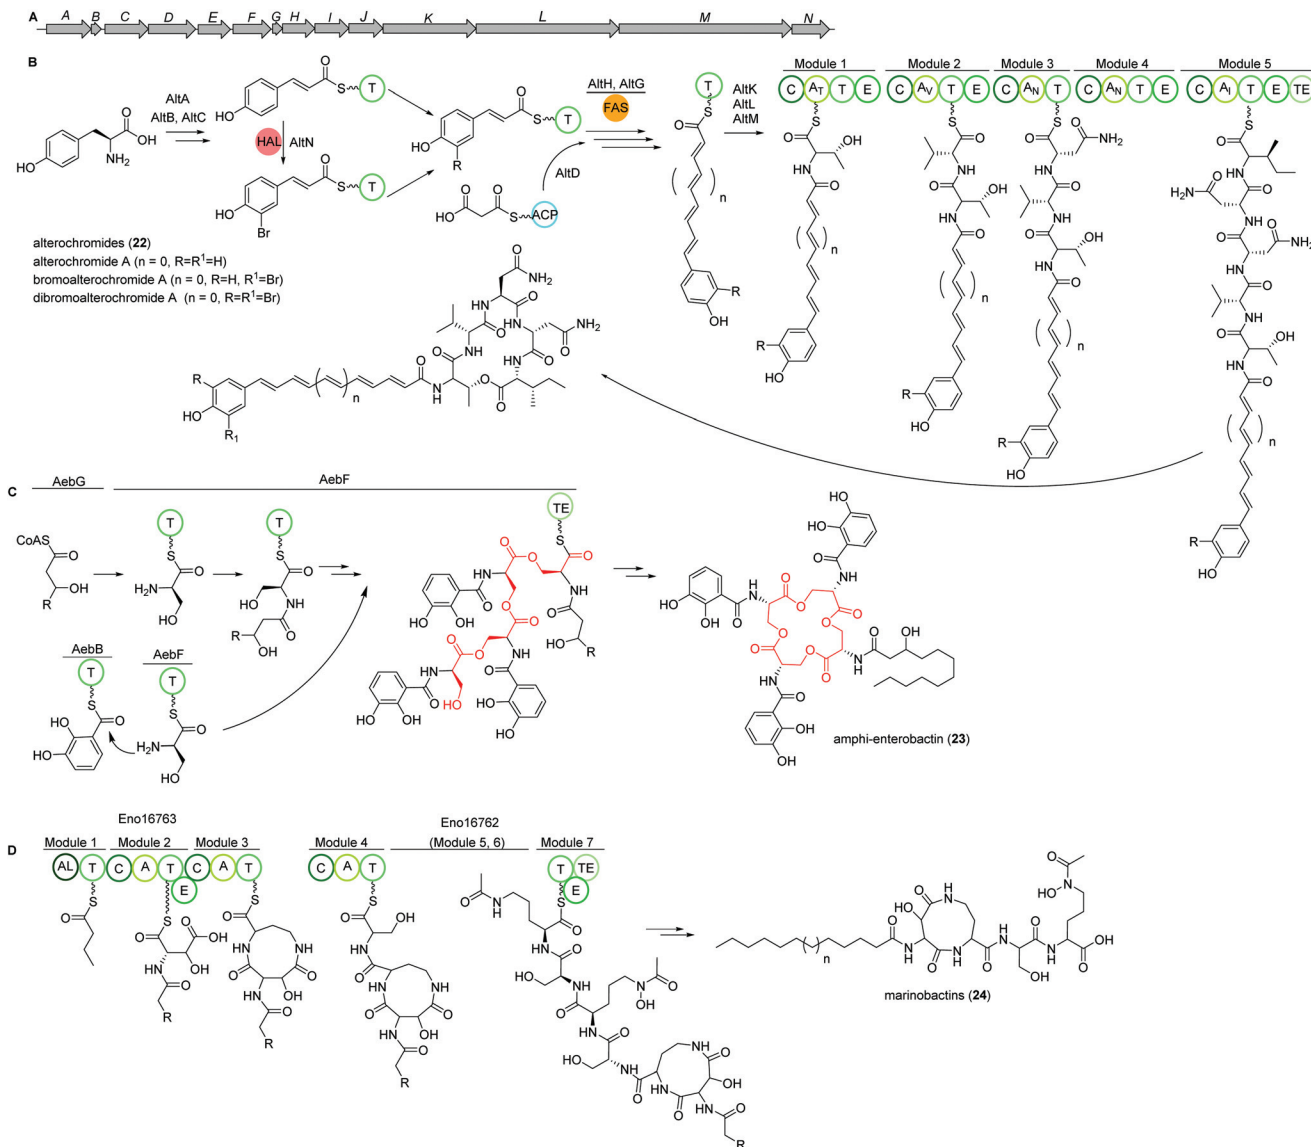 A
A B C D E F G H I J K L M N
B
AltA
AltB, AltC
HAL AltN
AltH, AltG
FAS
AltD
ACP
AltK
AltL
AltM
Module 1 Module 2 Module 3 Module 4 Module 5
C AT T E C AV T E C AN T C AN T E C AI T E TE
alterochromides (22)
alterochromide A (n = 0, R=R1=H)
bromoalterochromide A (n = 0, R=H, R1=Br)
dibromoalterochromide A (n = 0, R=R1=Br)
C
AebG AebF
CoAS
T T TE
AebB AebF
T T
amphi-enterobactin (23)
D
Eno16763 Eno16762
Module 1 Module 2 Module 3 Module 4 (Module 5, 6) Module 7
AL T C A T E C A T C A T T TE E
marinobactins (24)